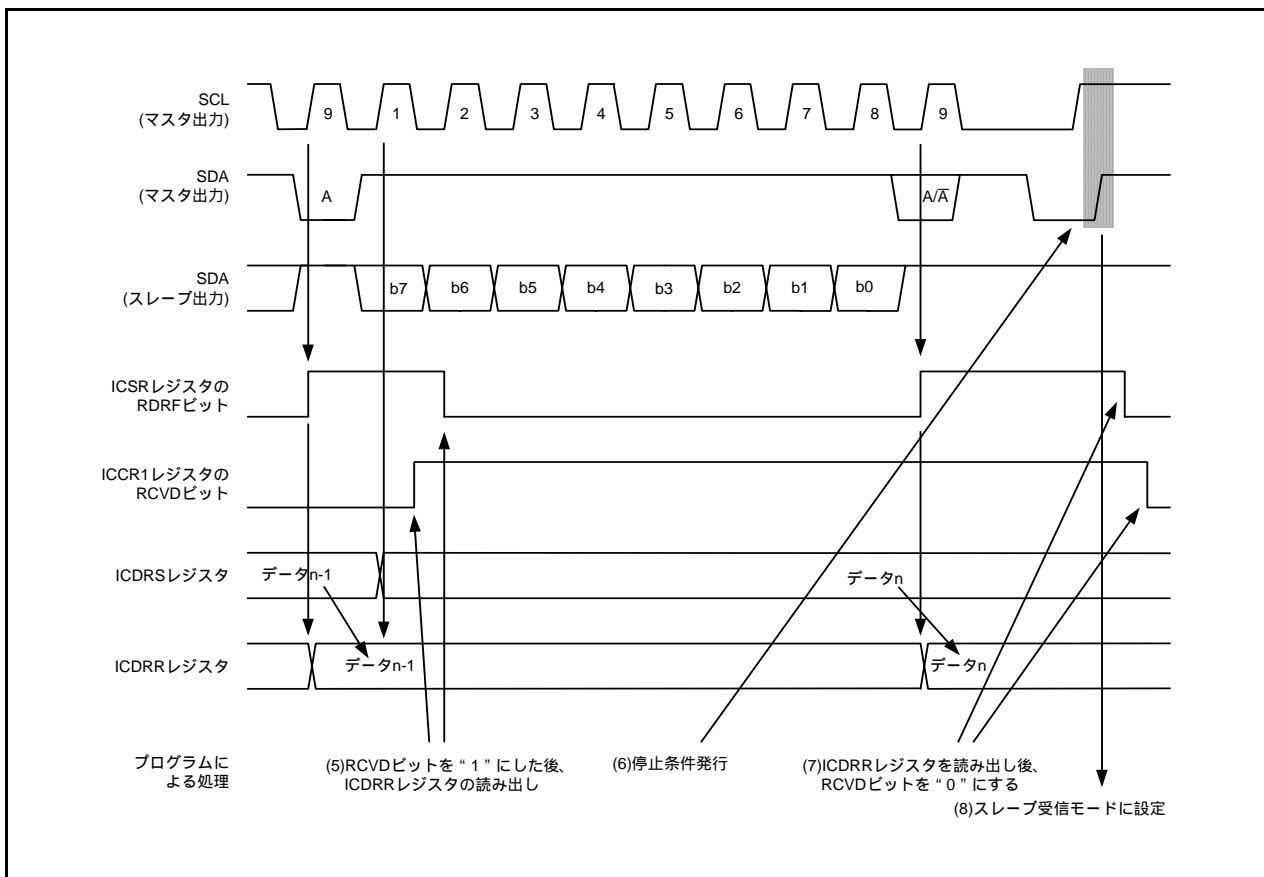 SCL
(マスタ出力)
9 1 2 3 4 5 6 7 8 9
SDA
(マスタ出力)
A
A/A̅
SDA
(スレーブ出力)
b7 b6 b5 b4 b3 b2 b1 b0
ICSRレジスタの
RDRFビット
ICCR1レジスタの
RCVDビット
ICDRSレジスタ
データn-1
データn
ICDRRレジスタ
データn-1
データn
プログラムに
よる処理
(5)RCVDビットを“1”にした後、
ICDRRレジスタの読み出し
(6)停止条件発行
(7)ICDRRレジスタを読み出し後、
RCVDビットを“0”にする
(8)スレーブ受信モードに設定